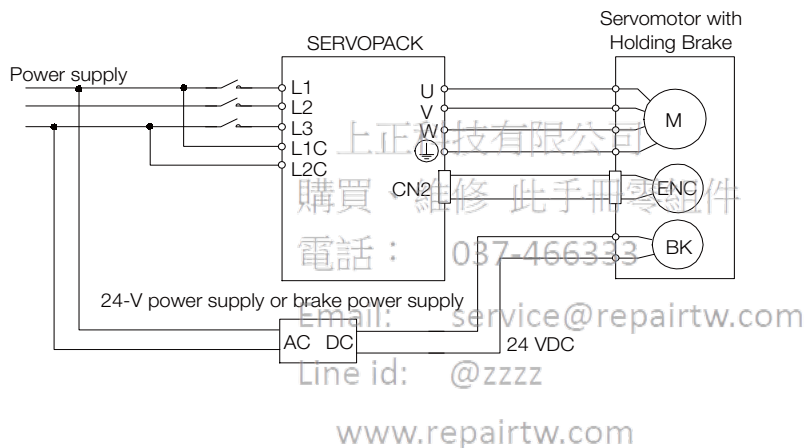 Servomotor with
Holding Brake
SERVOPACK
Power supply
L1
L2
L3
L1C
L2C
U
V
W
CN2
M
ENC
BK
上正科技有限公司
購買、維修 此手冊零組件
電話： 037-466333
24-V power supply or brake power supply
Email: service@repairtw.com
AC DC
24 VDC
Line id: @zzzz
www.repairtw.com